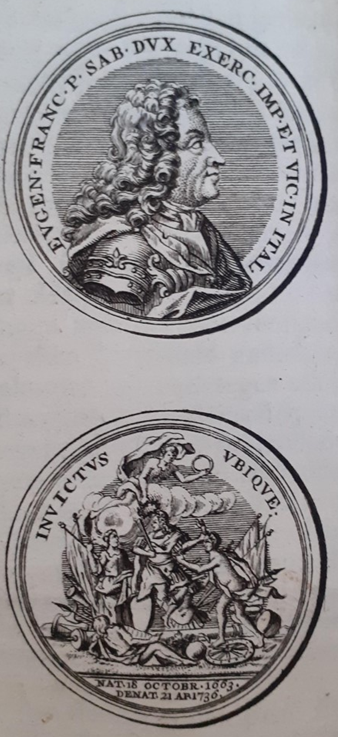 EVGEN·FRANC·P·SAB·DVX EXERC·IMP·ET VIC·IN ITAL·
INVICTVS VBIQVE.
NAT·18 OCTOBR·1663·
DENAT·21 AP.1736.